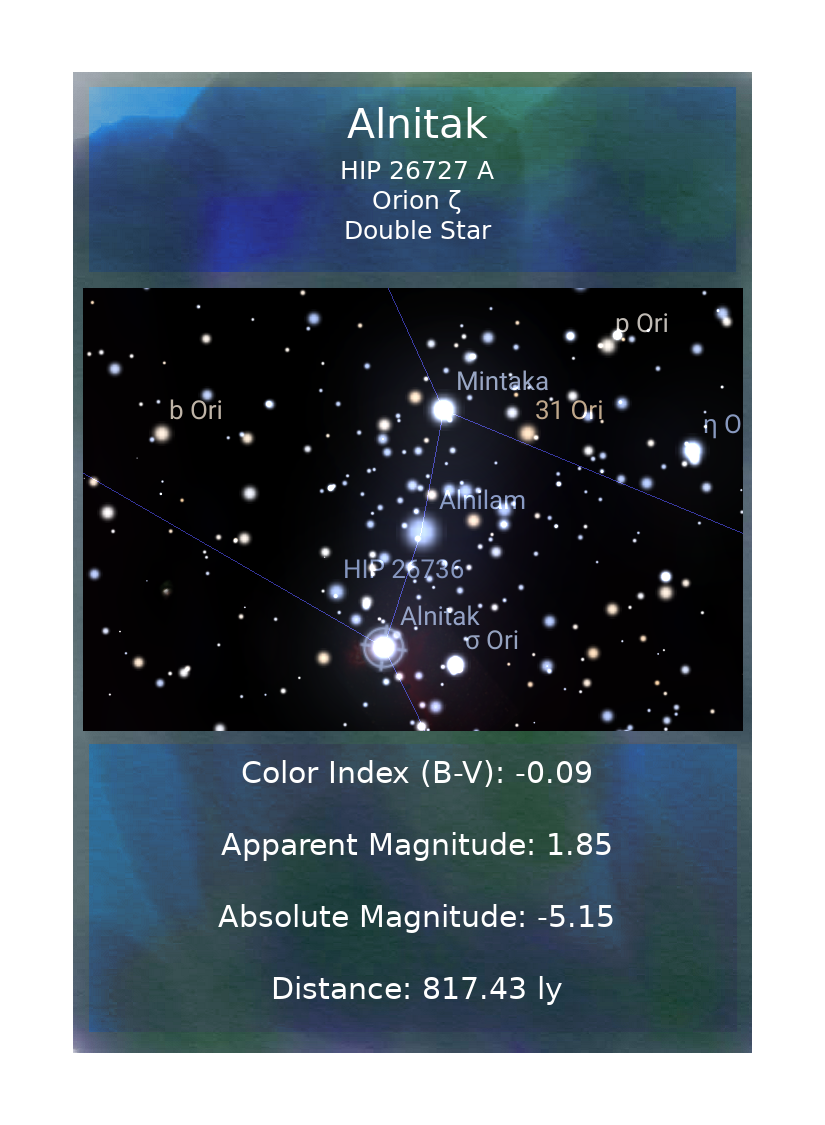 Alnitak
HIP 26727 A
Orion ζ
Double Star
p Ori
Mintaka
b Ori
31 Ori
η O
Alnilam
HIP 26736
Alnitak
σ Ori
Color Index (B-V): -0.09
Apparent Magnitude: 1.85
Absolute Magnitude: -5.15
Distance: 817.43 ly